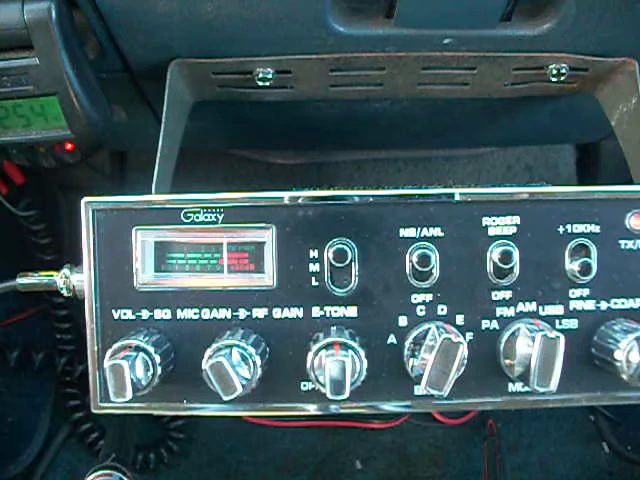 254.
Galaxy
H
M
L
NB/ANL
OFF
ROGER
BEEP
OFF
+10KHz
OFF
TX/
VOL-Ɔ-SQ MIC GAIN -Ɔ- RF GAIN E-TONE
A B C D E F
PA FM AM USB LSB
FINE-Ɔ-COAR